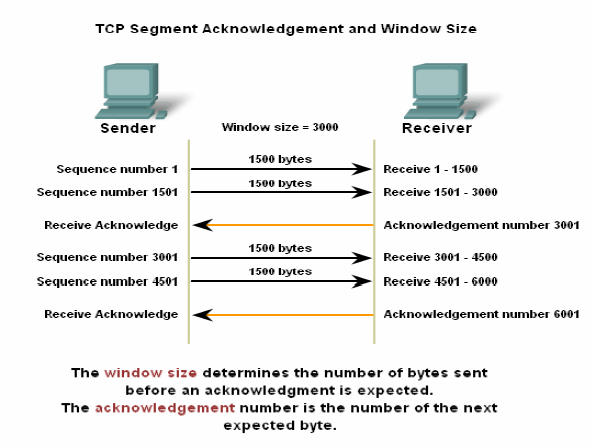 TCP Segment Acknowledgement and Window Size
Sender
Window size = 3000
Receiver
Sequence number 1
1500 bytes
Receive 1 - 1500
Sequence number 1501
1500 bytes
Receive 1501 - 3000
Receive Acknowledge
Acknowledgement number 3001
Sequence number 3001
1500 bytes
Receive 3001 - 4500
Sequence number 4501
1500 bytes
Receive 4501 - 6000
Receive Acknowledge
Acknowledgement number 6001
The window size determines the number of bytes sent
before an acknowledgment is expected.
The acknowledgement number is the number of the next
expected byte.